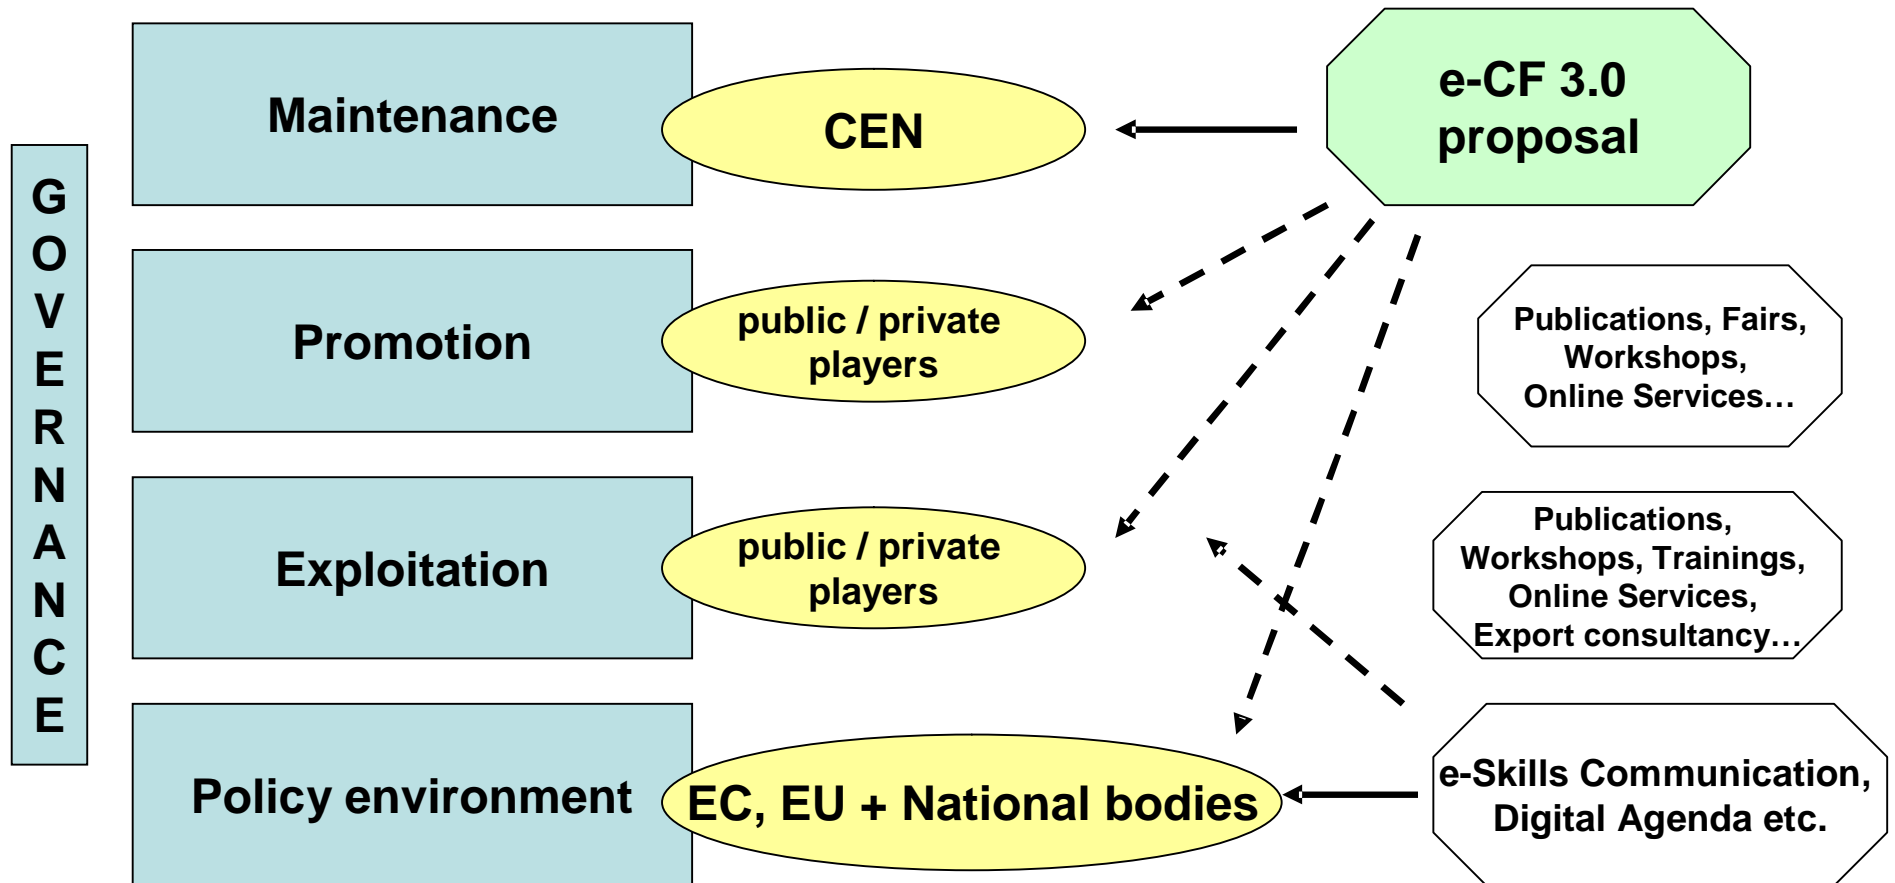 GOVERNANCE
Maintenance
CEN
e-CF 3.0
proposal
Promotion
public / private
players
Publications, Fairs,
Workshops,
Online Services…
Exploitation
public / private
players
Publications,
Workshops, Trainings,
Online Services,
Export consultancy…
Policy environment
EC, EU + National bodies
e-Skills Communication,
Digital Agenda etc.